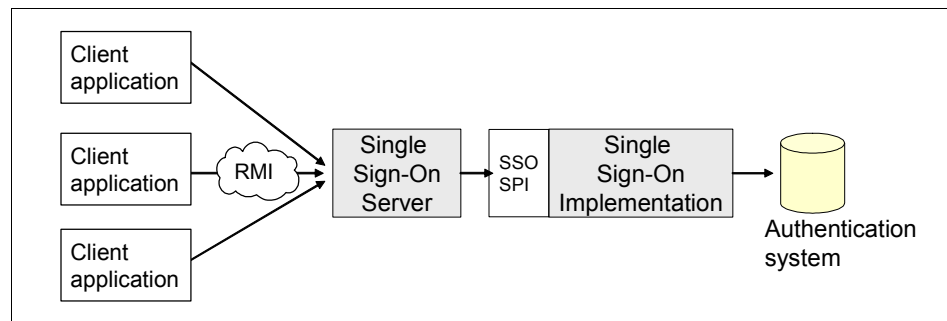 Client
application
Client
application
Client
application
RMI
Single
Sign-On
Server
SSO
SPI
Single
Sign-On
Implementation
Authentication
system